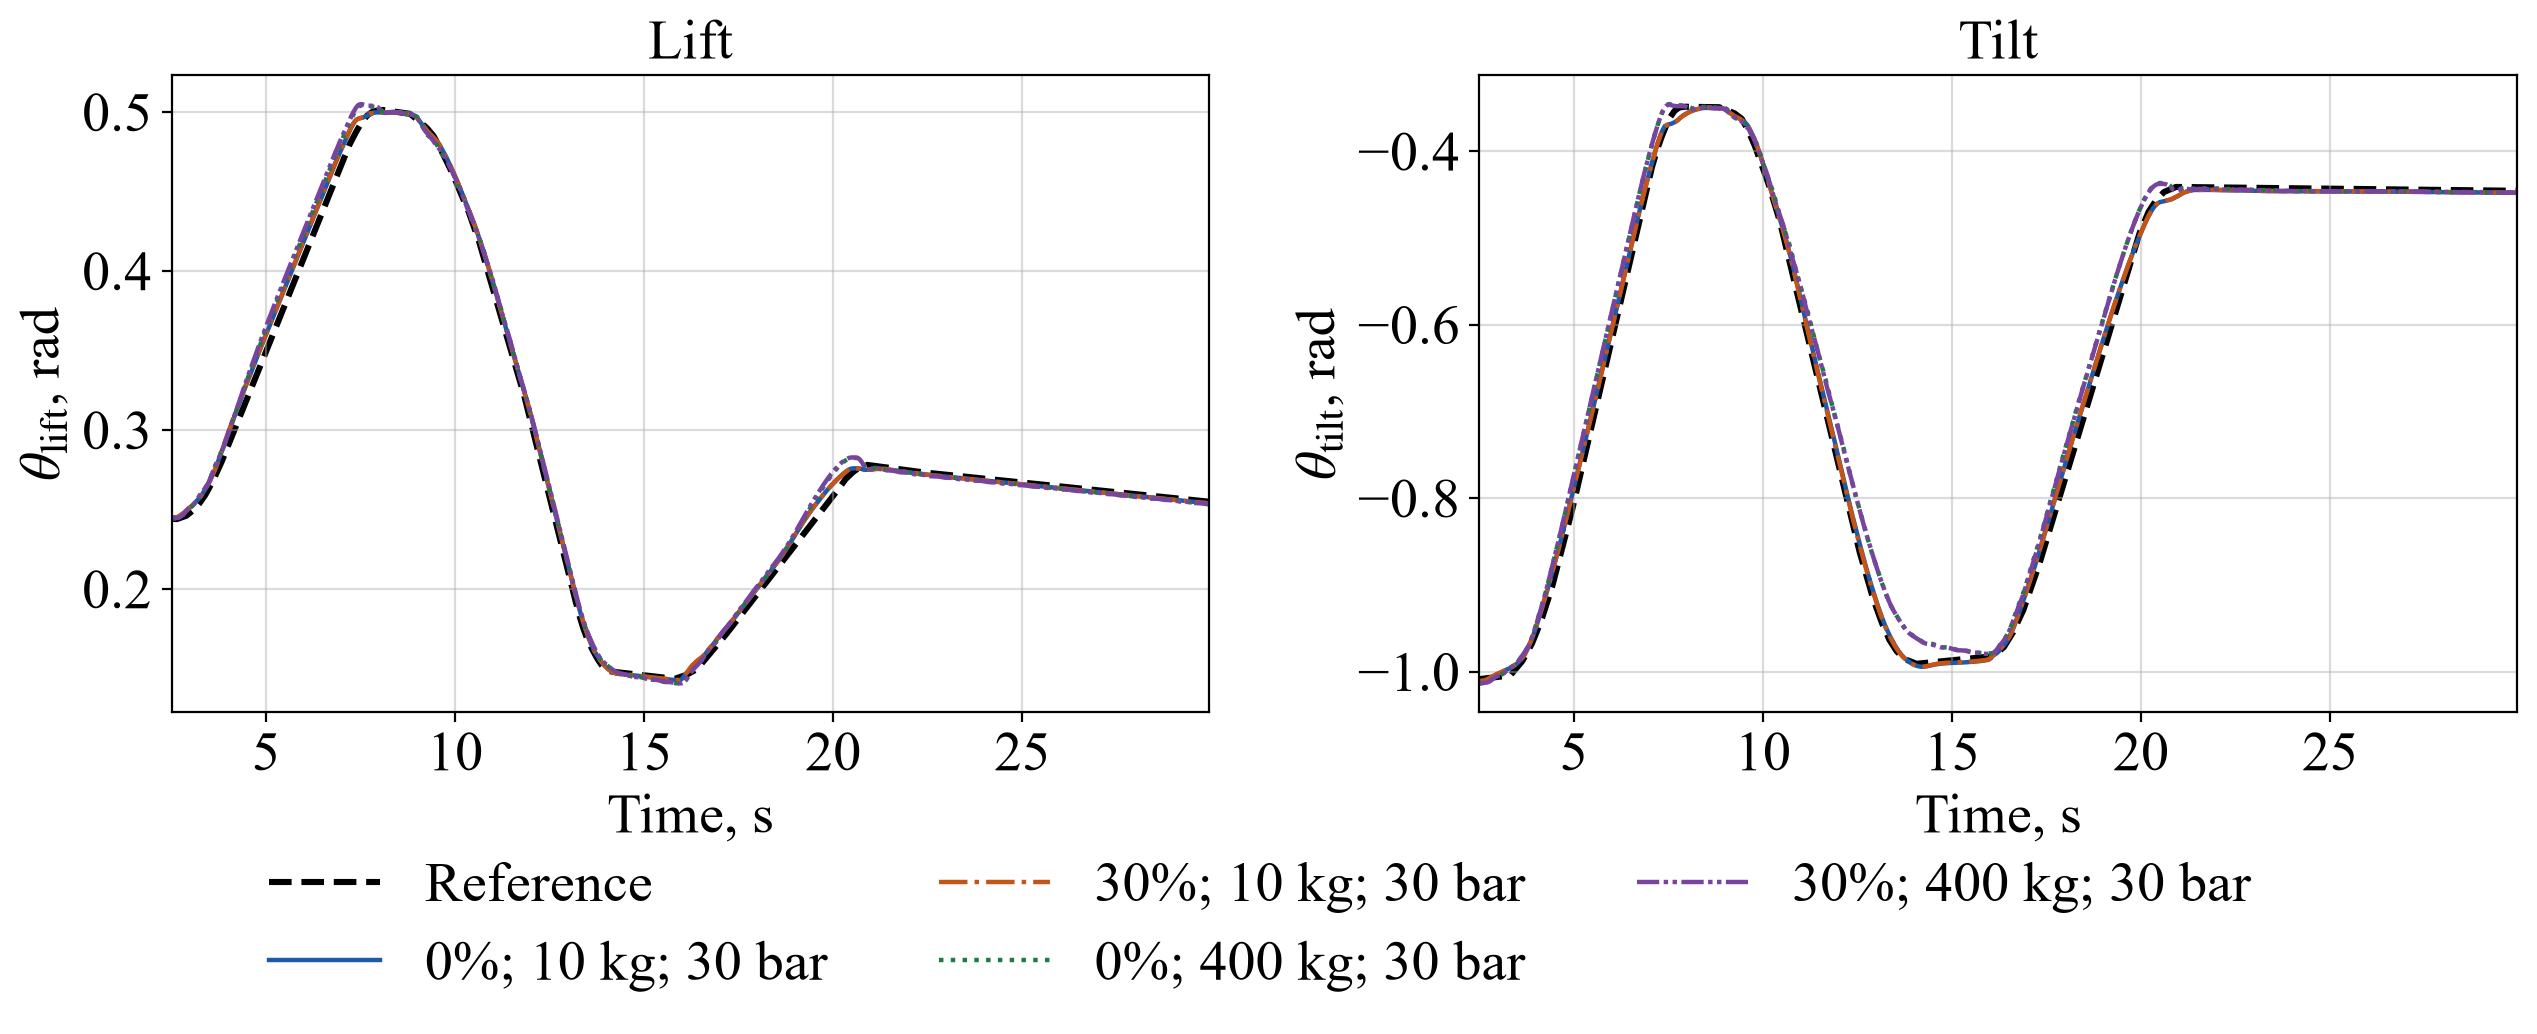 Lift
0.5
0.4
0.3
0.2
θlift, rad
5 10 15 20 25
Time, s
Tilt
−0.4
−0.6
−0.8
−1.0
θtilt, rad
5 10 15 20 25
Time, s
Reference
0%; 10 kg; 30 bar
30%; 10 kg; 30 bar
0%; 400 kg; 30 bar
30%; 400 kg; 30 bar